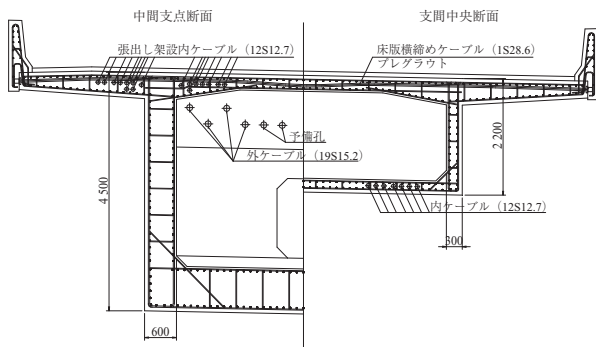 中間支点断面
支間中央断面
張出し架設内ケーブル（12S12.7）
床版横締めケーブル（1S28.6）
プレグラウト
予備孔
外ケーブル（19S15.2）
2 200
4 500
内ケーブル（12S12.7）
300
600